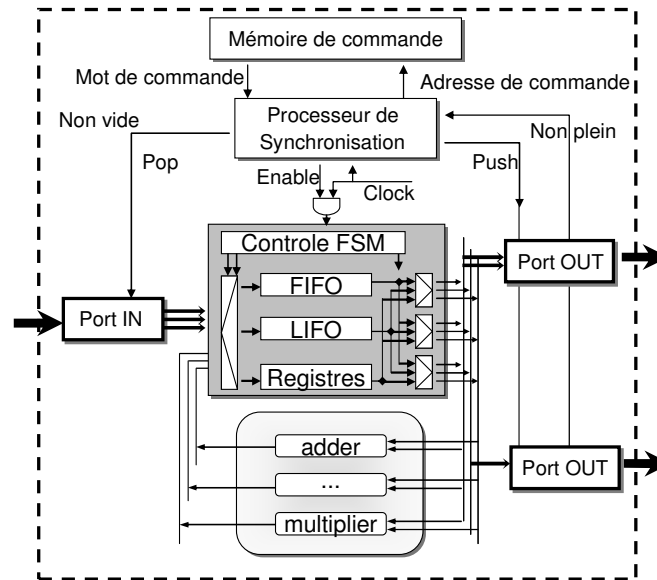 Mémoire de commande
Mot de commande
Adresse de commande
Processeur de
Synchronisation
Non vide
Non plein
Pop
Push
Enable
Clock
Controle FSM
FIFO
LIFO
Registres
Port IN
Port OUT
adder
...
multiplier
Port OUT